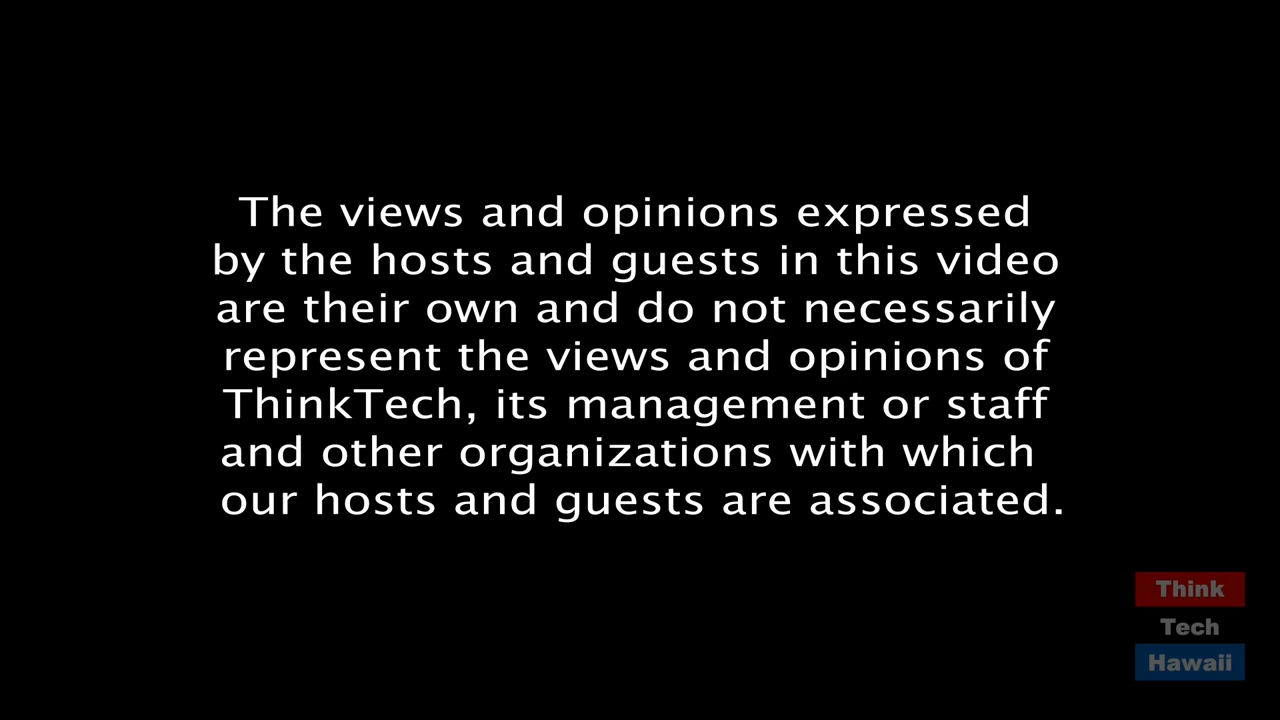 The views and opinions expressed
by the hosts and guests in this video
are their own and do not necessarily
represent the views and opinions of
ThinkTech, its management or staff
and other organizations with which
our hosts and guests are associated.
Think
Tech
Hawaii